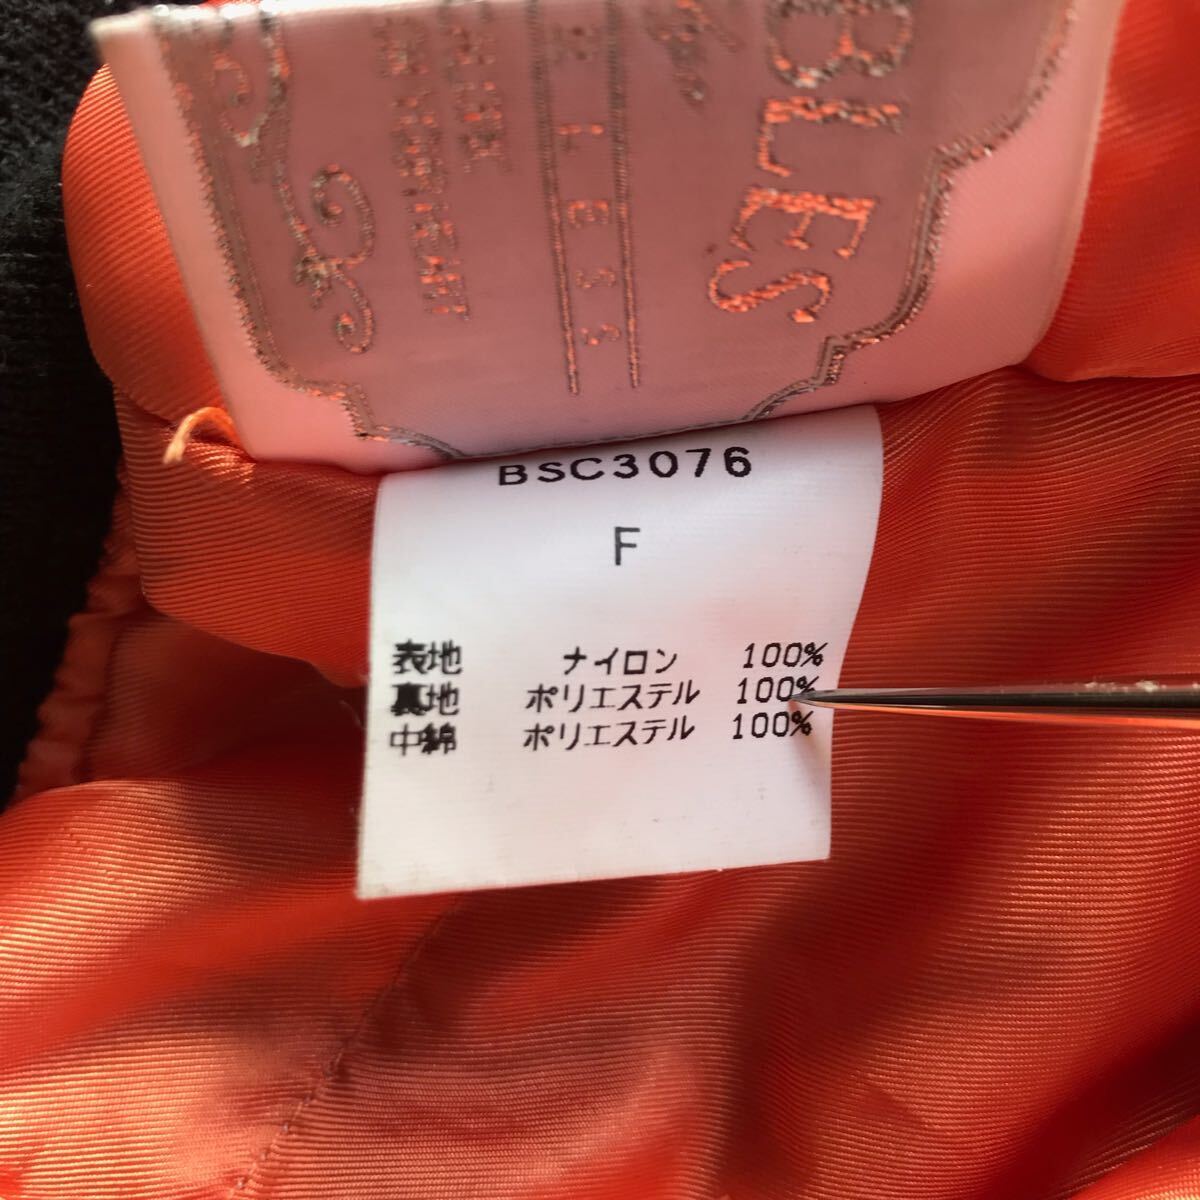 BLES
BSC3076
F
表地 ナイロン 100%
裏地 ポリエステル 100%
中綿 ポリエステル 100%